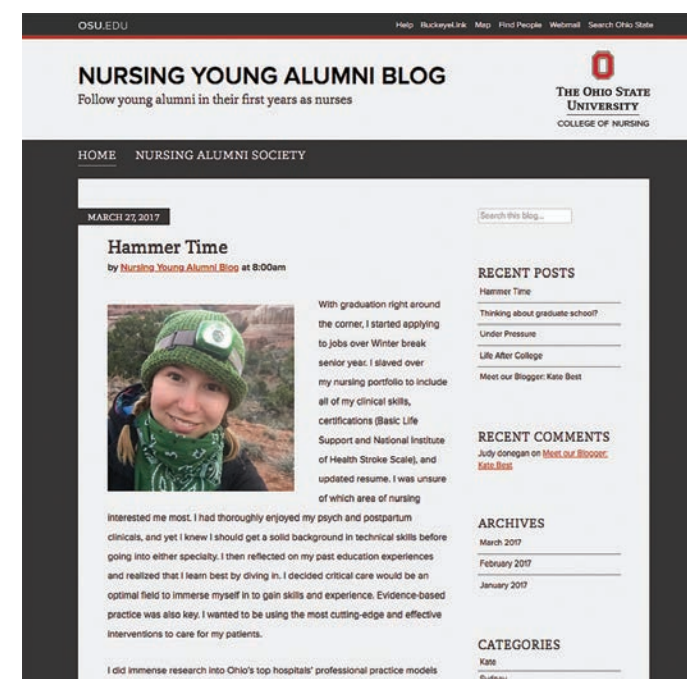 OSU.EDU
Help BuckeyeLink Map Find People Webmail Search Ohio State
NURSING YOUNG ALUMNI BLOG
Follow young alumni in their first years as nurses
THE OHIO STATE
UNIVERSITY
COLLEGE OF NURSING
HOME NURSING ALUMNI SOCIETY
MARCH 27, 2017
Hammer Time
by Nursing Young Alumni Blog at 8:00am
With graduation right around
the corner, I started applying
to jobs over Winter break
senior year. I slaved over
my nursing portfolio to include
all of my clinical skills,
certifications (Basic Life
Support and National Institute
of Health Stroke Scale), and
updated resume. I was unsure
of which area of nursing
interested me most. I had thoroughly enjoyed my psych and postpartum
clinicals, and yet I knew I should get a solid background in technical skills before
going into either specialty. I then reflected on my past education experiences
and realized that I learn best by diving in. I decided critical care would be an
optimal field to immerse myself in to gain skills and experience. Evidence-based
practice was also key. I wanted to be using the most cutting-edge and effective
interventions to care for my patients.
I did immense research into Ohio's top hospitals' professional practice models
Search this blog...
RECENT POSTS
Hammer Time
Thinking about graduate school?
Under Pressure
Life After College
Meet our Blogger: Kate Best
RECENT COMMENTS
Judy donegan on Meet our Blogger:
Kate Best
ARCHIVES
March 2017
February 2017
January 2017
CATEGORIES
Kate
Sydney